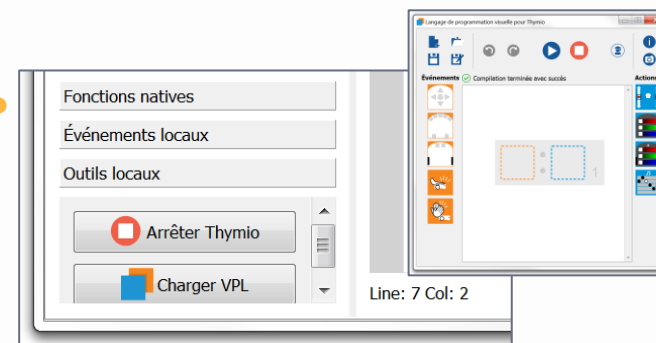 Langage de programmation visuelle pour Thymio
Événements
Compilation terminée avec succès
Actions
1
Fonctions natives
Événements locaux
Outils locaux
Arrêter Thymio
Charger VPL
Line: 7 Col: 2